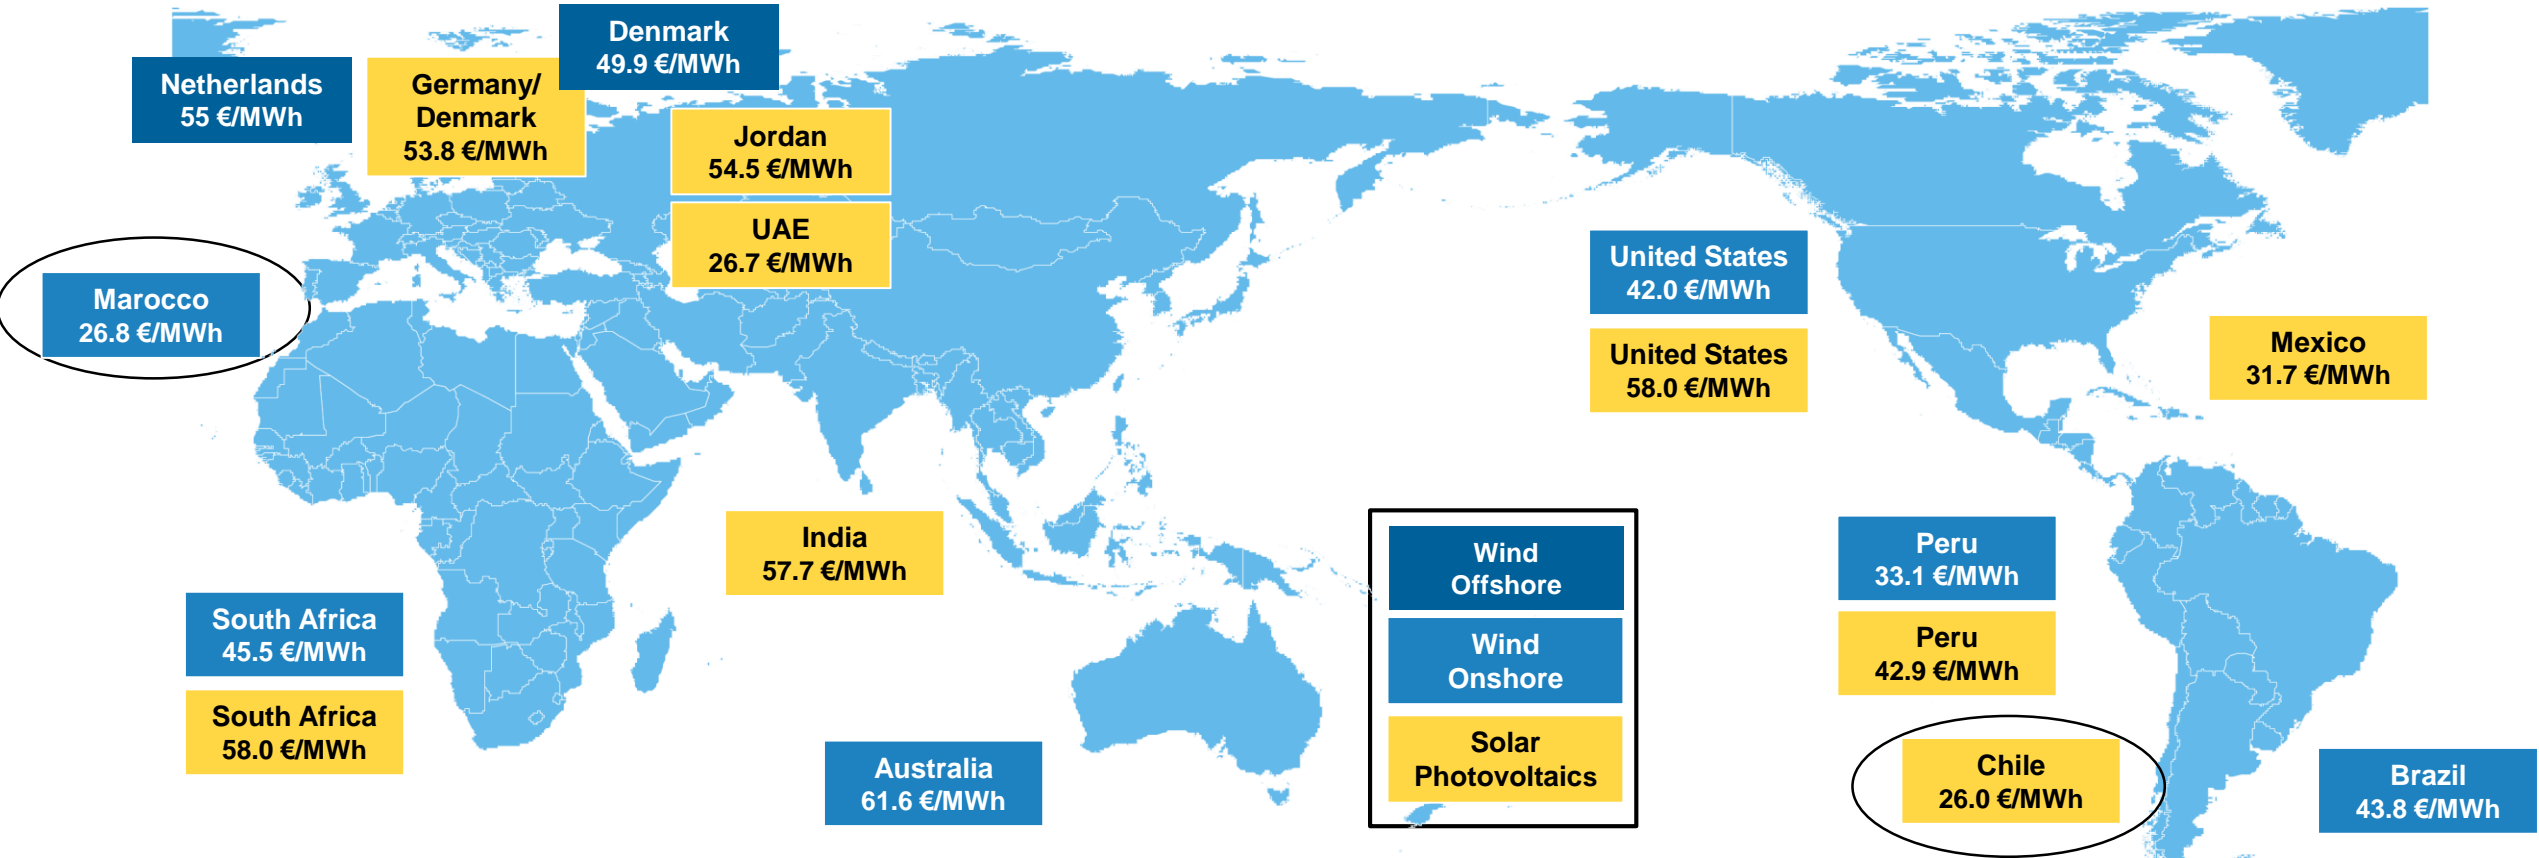 Denmark
49.9 €/MWh
Netherlands
55 €/MWh
Germany/
Denmark
53.8 €/MWh
Jordan
54.5 €/MWh
UAE
26.7 €/MWh
United States
42.0 €/MWh
Marocco
26.8 €/MWh
United States
58.0 €/MWh
Mexico
31.7 €/MWh
India
57.7 €/MWh
Wind
Offshore
Peru
33.1 €/MWh
South Africa
45.5 €/MWh
Wind
Onshore
Peru
42.9 €/MWh
South Africa
58.0 €/MWh
Solar
Photovoltaics
Australia
61.6 €/MWh
Chile
26.0 €/MWh
Brazil
43.8 €/MWh